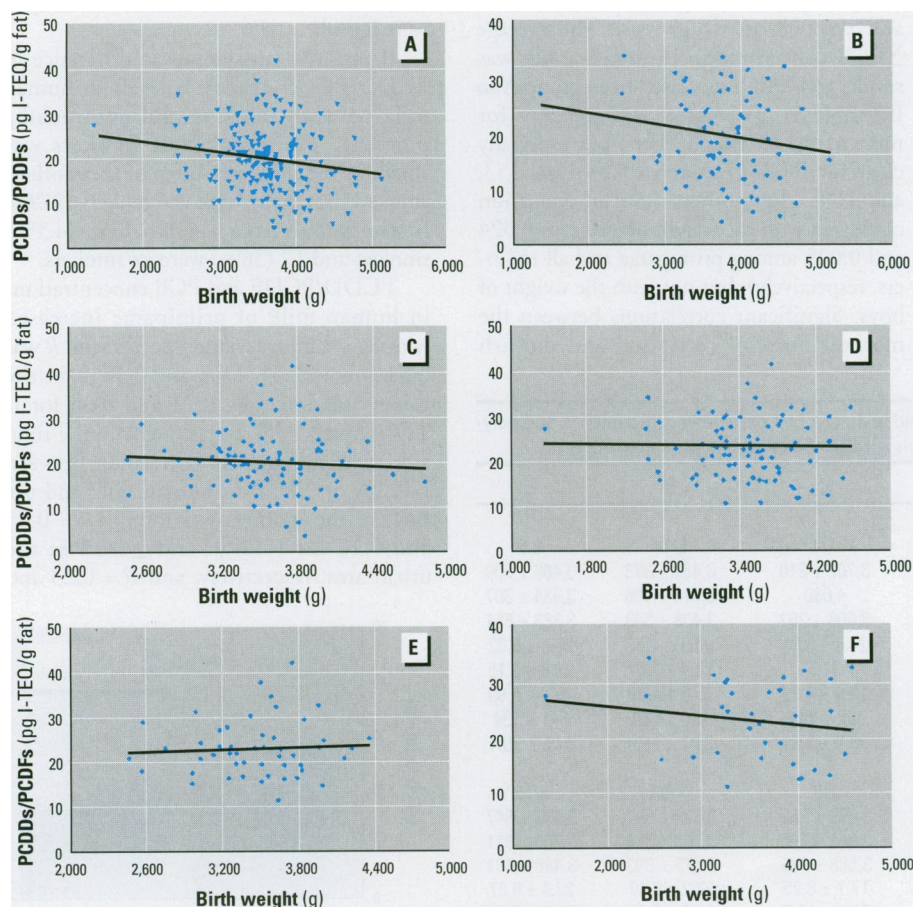 PCDDs/PCDFs (pg I-TEQ/g fat)
50
40
30
20
10
0
A
1,000 2,000 3,000 4,000 5,000 6,000
Birth weight (g)
40
30
20
10
0
B
1,000 2,000 3,000 4,000 5,000 6,000
Birth weight (g)
PCDDs/PCDFs (pg I-TEQ/g fat)
50
40
30
20
10
0
C
2,000 2,600 3,200 3,800 4,400 5,000
Birth weight (g)
50
40
30
20
10
0
D
1,000 1,800 2,600 3,400 4,200 5,000
Birth weight (g)
PCDDs/PCDFs (pg I-TEQ/g fat)
50
40
30
20
10
0
E
2,000 2,600 3,200 3,800 4,400 5,000
Birth weight (g)
40
30
20
10
0
F
1,000 2,000 3,000 4,000 5,000
Birth weight (g)